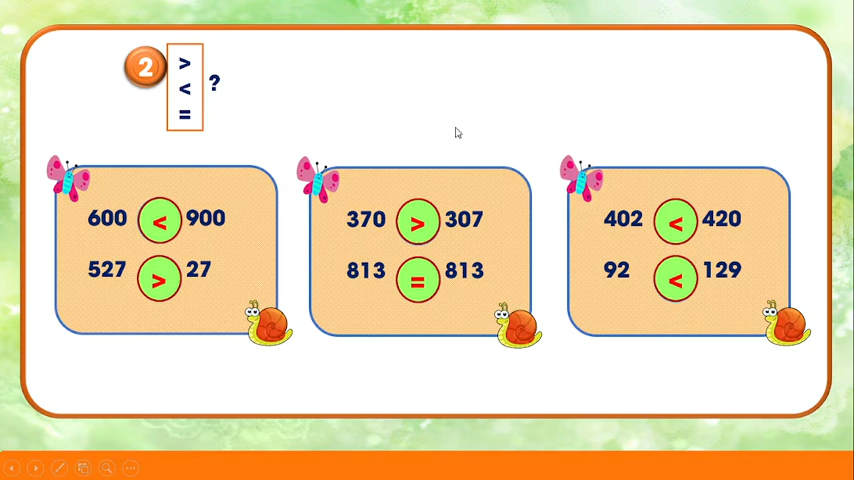 2
>
<
=
?
600 < 900
527 > 27
370 > 307
813 = 813
402 < 420
92 < 129